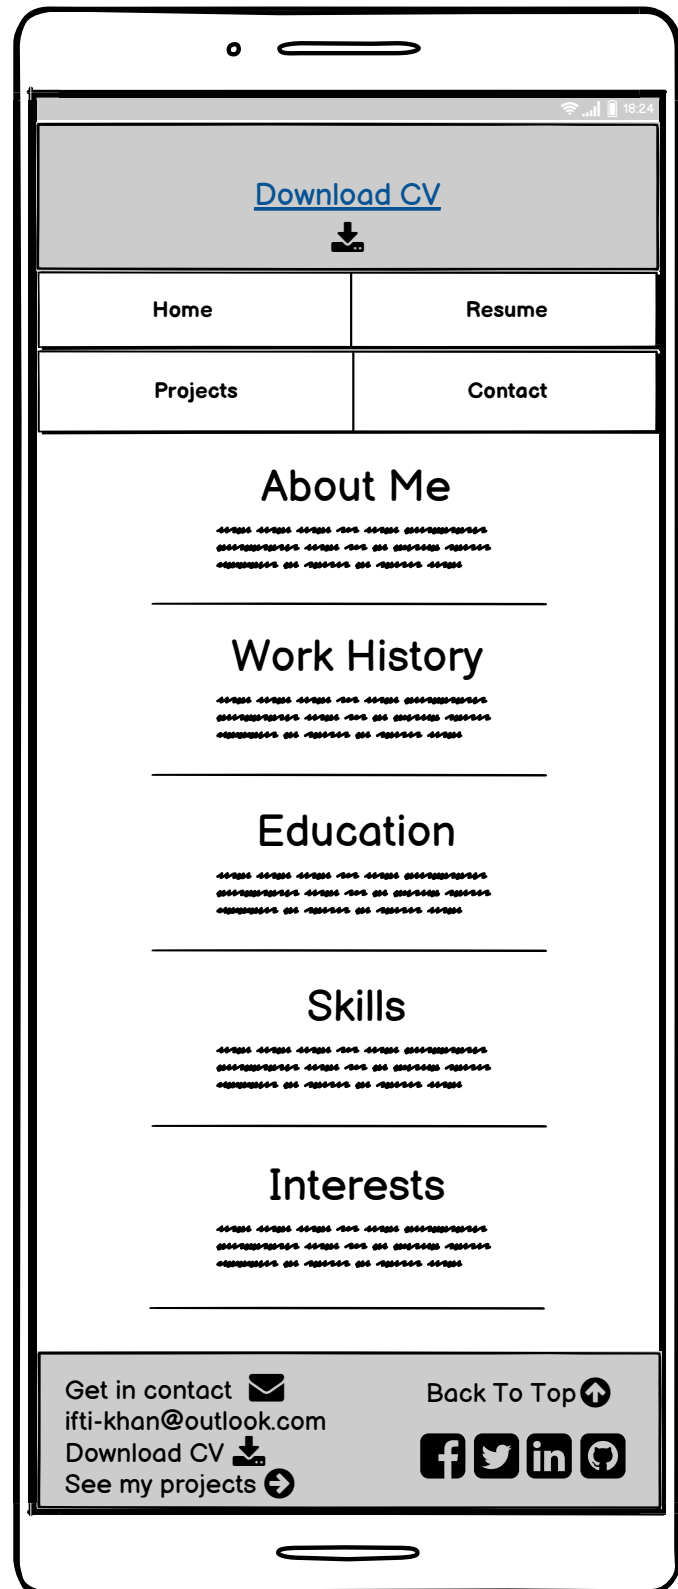 18:24
Download CV
Home
Resume
Projects
Contact
About Me
Work History
Education
Skills
Interests
Get in contact
ifti-khan@outlook.com
Download CV
See my projects
Back To Top